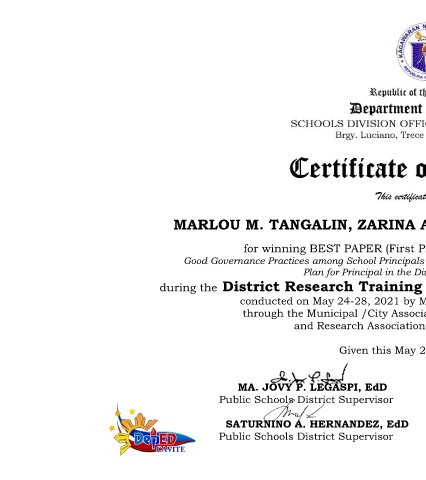 KAGAWARAN N
REPUBLIKA
Republic of th
Department
SCHOOLS DIVISION OFFI
Brgy. Luciano, Trece
Certificate o
This certificat
MARLOU M. TANGALIN, ZARINA A
for winning BEST PAPER (First P
Good Governance Practices among School Principals
Plan for Principal in the Di
during the District Research Training
conducted on May 24-28, 2021 by M
through the Municipal /City Associa
and Research Association
Given this May 2
MA. JOVY P. LEGASPI, EdD
Public Schools District Supervisor
SATURNINO A. HERNANDEZ, EdD
Public Schools District Supervisor
DepED
CAVITE